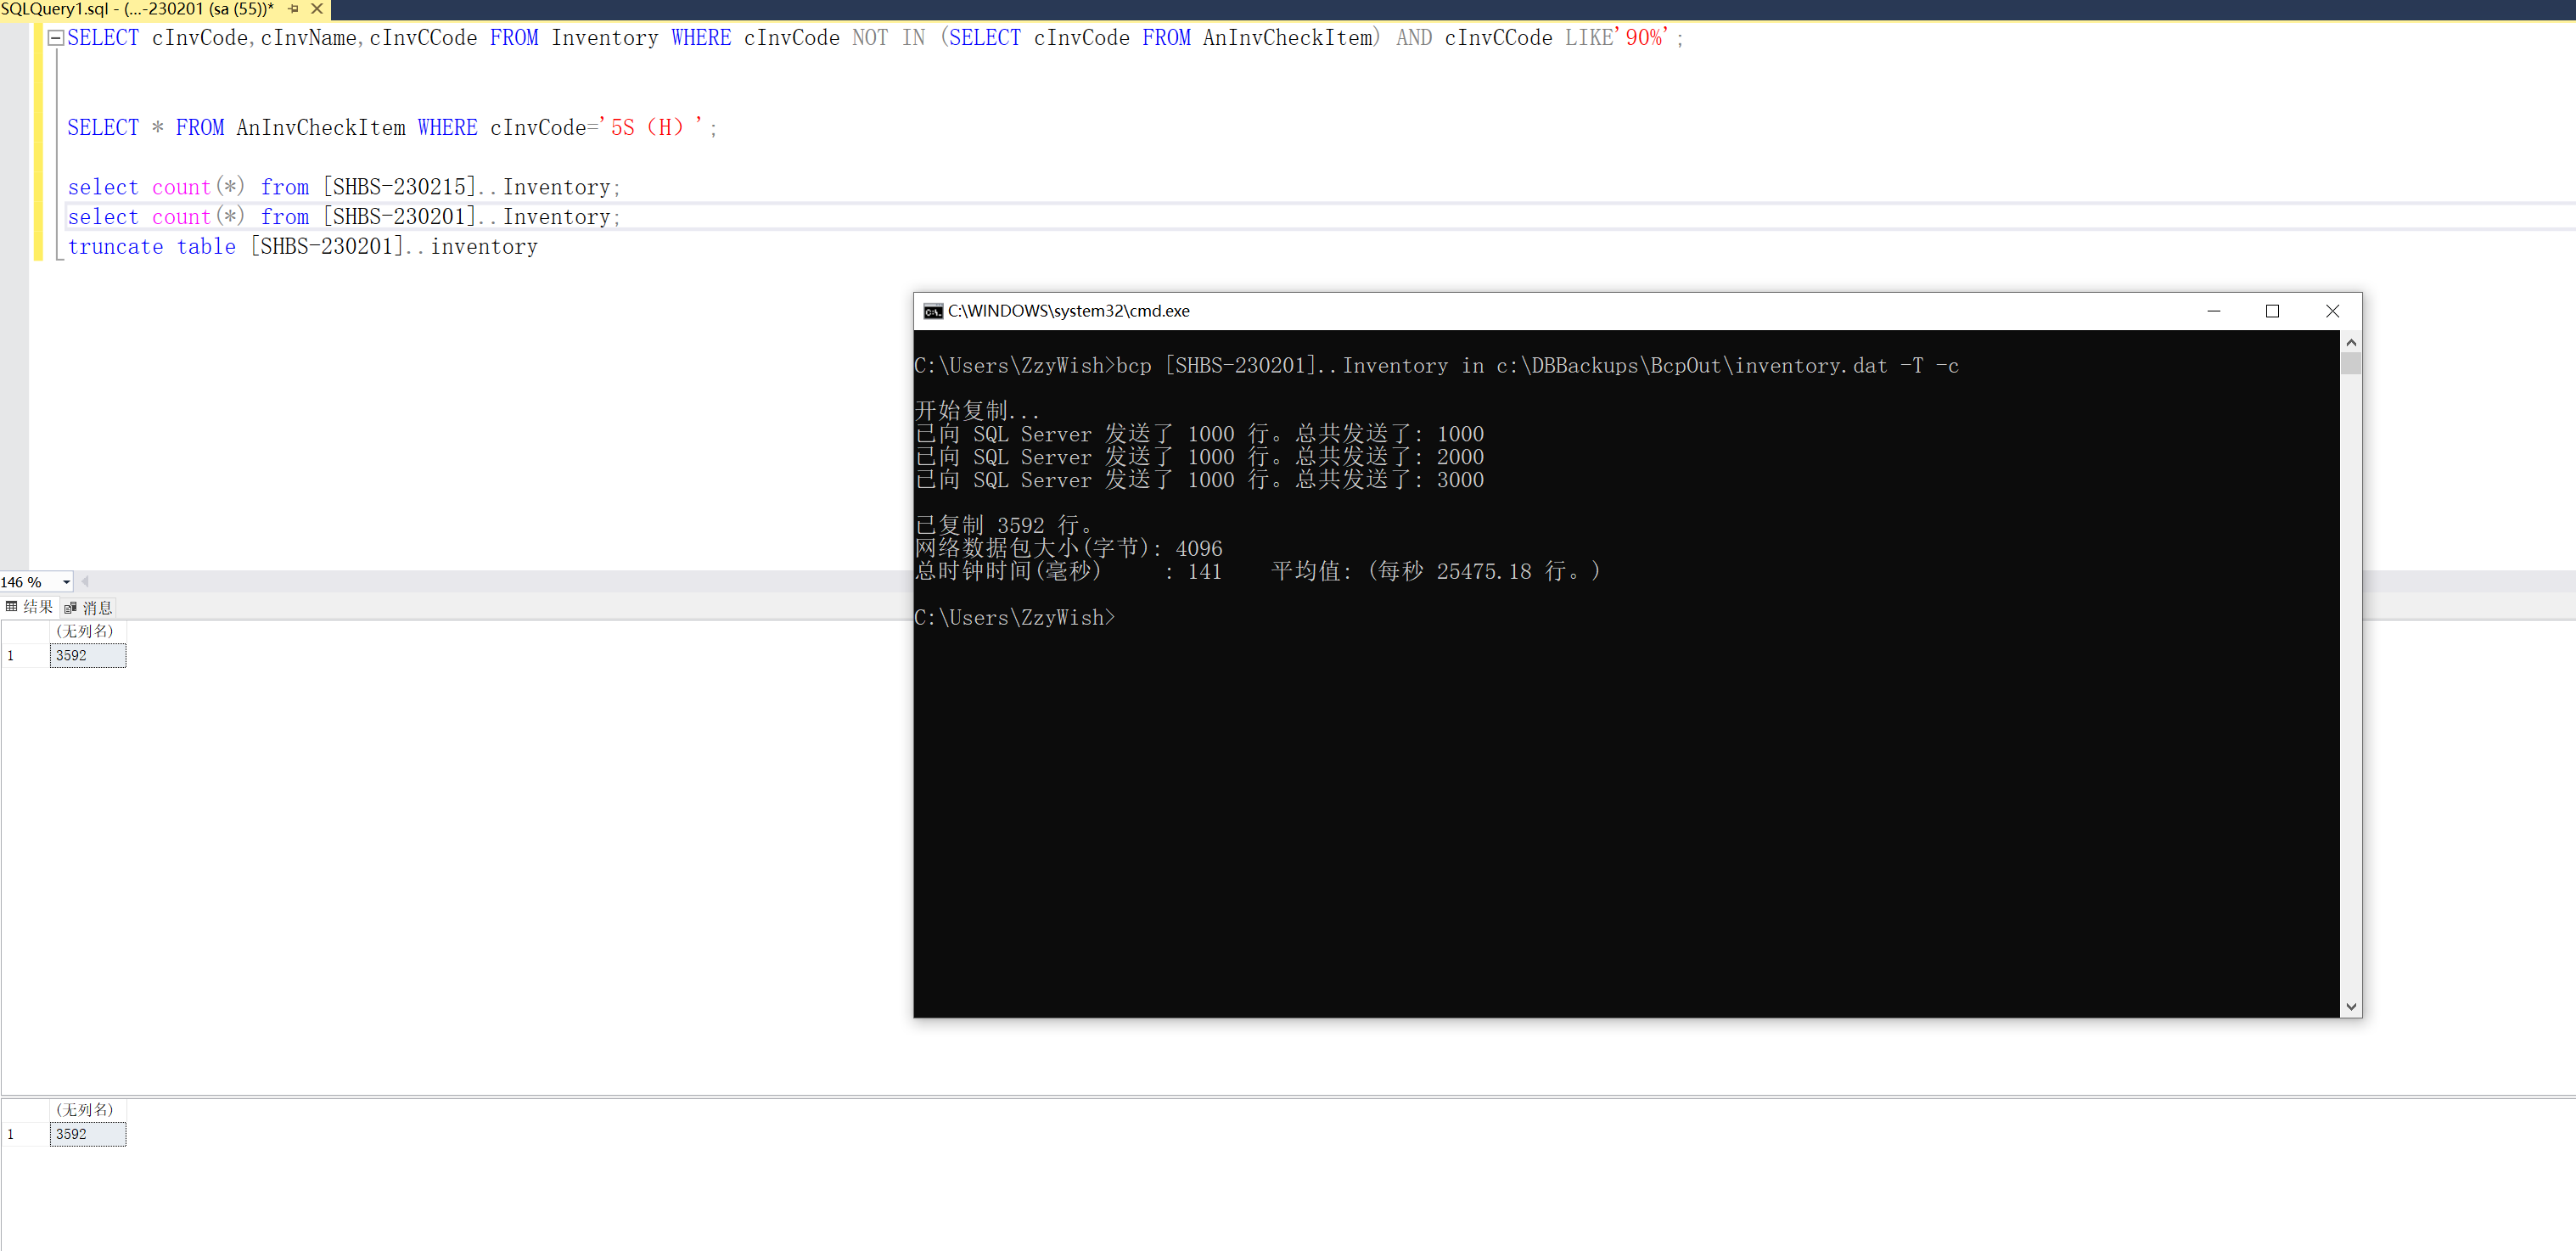 SQLQuery1.sql - (...-230201 (sa (55))*
SELECT cInvCode,cInvName,cInvCCode FROM Inventory WHERE cInvCode NOT IN (SELECT cInvCode FROM AnInvCheckItem) AND cInvCCode LIKE'90%';
SELECT * FROM AnInvCheckItem WHERE cInvCode='5S（H）';
select count(*) from [SHBS-230215]..Inventory;
select count(*) from [SHBS-230201]..Inventory;
truncate table [SHBS-230201]..inventory
C:\WINDOWS\system32\cmd.exe
C:\Users\ZzyWish>bcp [SHBS-230201]..Inventory in c:\DBBackups\BcpOut\inventory.dat -T -c
开始复制...
已向 SQL Server 发送了 1000 行。总共发送了: 1000
已向 SQL Server 发送了 1000 行。总共发送了: 2000
已向 SQL Server 发送了 1000 行。总共发送了: 3000
已复制 3592 行。
网络数据包大小(字节): 4096
总时钟时间(毫秒)     : 141    平均值: (每秒 25475.18 行。)
C:\Users\ZzyWish>
146 %
结果 消息
(无列名)
1 3592
(无列名)
1 3592